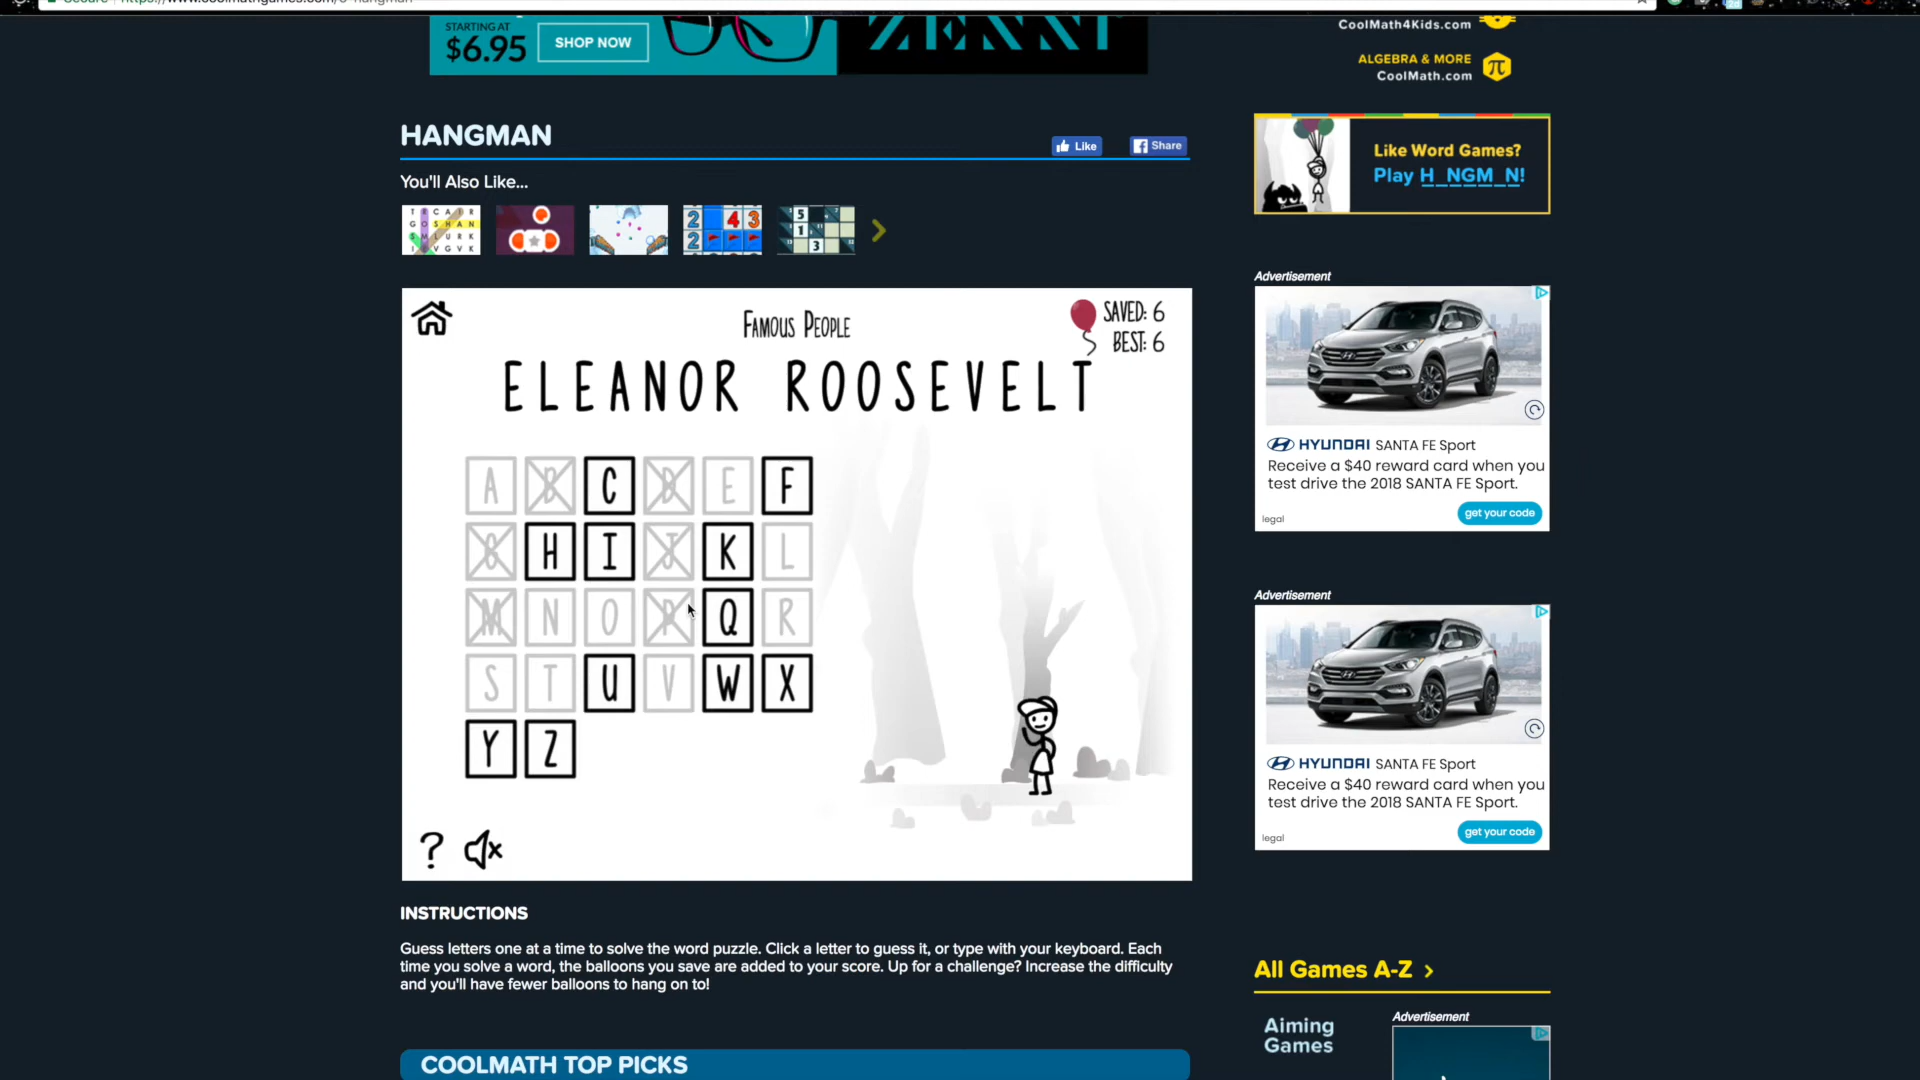 STARTING AT
$6.95
SHOP NOW
ZENNI
CoolMath4Kids.com
ALGEBRA & MORE
CoolMath.com
HANGMAN
Like
Share
You'll Also Like...
Like Word Games?
Play H_NGM_N!
Advertisement
HYUNDAI SANTA FE Sport
Receive a $40 reward card when you
test drive the 2018 SANTA FE Sport.
legal
get your code
FAMOUS PEOPLE
SAVED: 6
BEST: 6
ELEANOR ROOSEVELT
A B C D E F
G H I J K L
M N O P Q R
S T U V W X
Y Z
?
Advertisement
HYUNDAI SANTA FE Sport
Receive a $40 reward card when you
test drive the 2018 SANTA FE Sport.
legal
get your code
INSTRUCTIONS
Guess letters one at a time to solve the word puzzle. Click a letter to guess it, or type with your keyboard. Each
time you solve a word, the balloons you save are added to your score. Up for a challenge? Increase the difficulty
and you'll have fewer balloons to hang on to!
All Games A-Z >
Aiming
Games
Advertisement
COOLMATH TOP PICKS